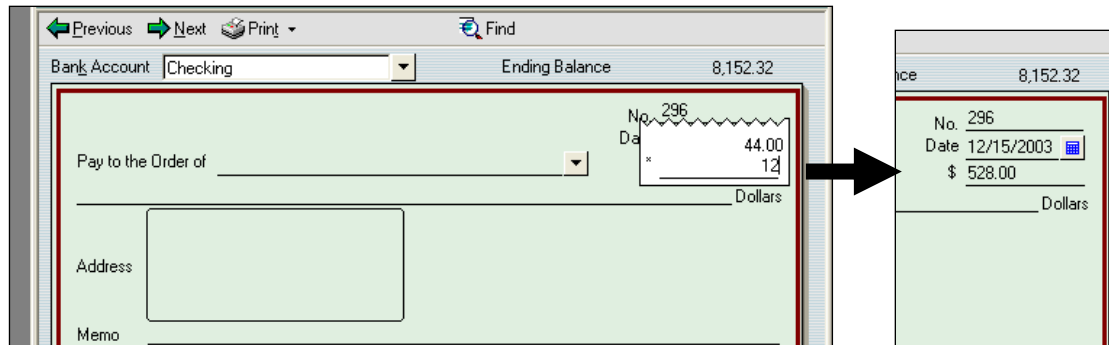 Previous Next Print Find
Bank Account Checking Ending Balance 8,152.32
No. 296
Da
44.00
Pay to the Order of * 12
Dollars
Address
Memo
nce 8,152.32
No. 296
Date 12/15/2003
$ 528.00
Dollars